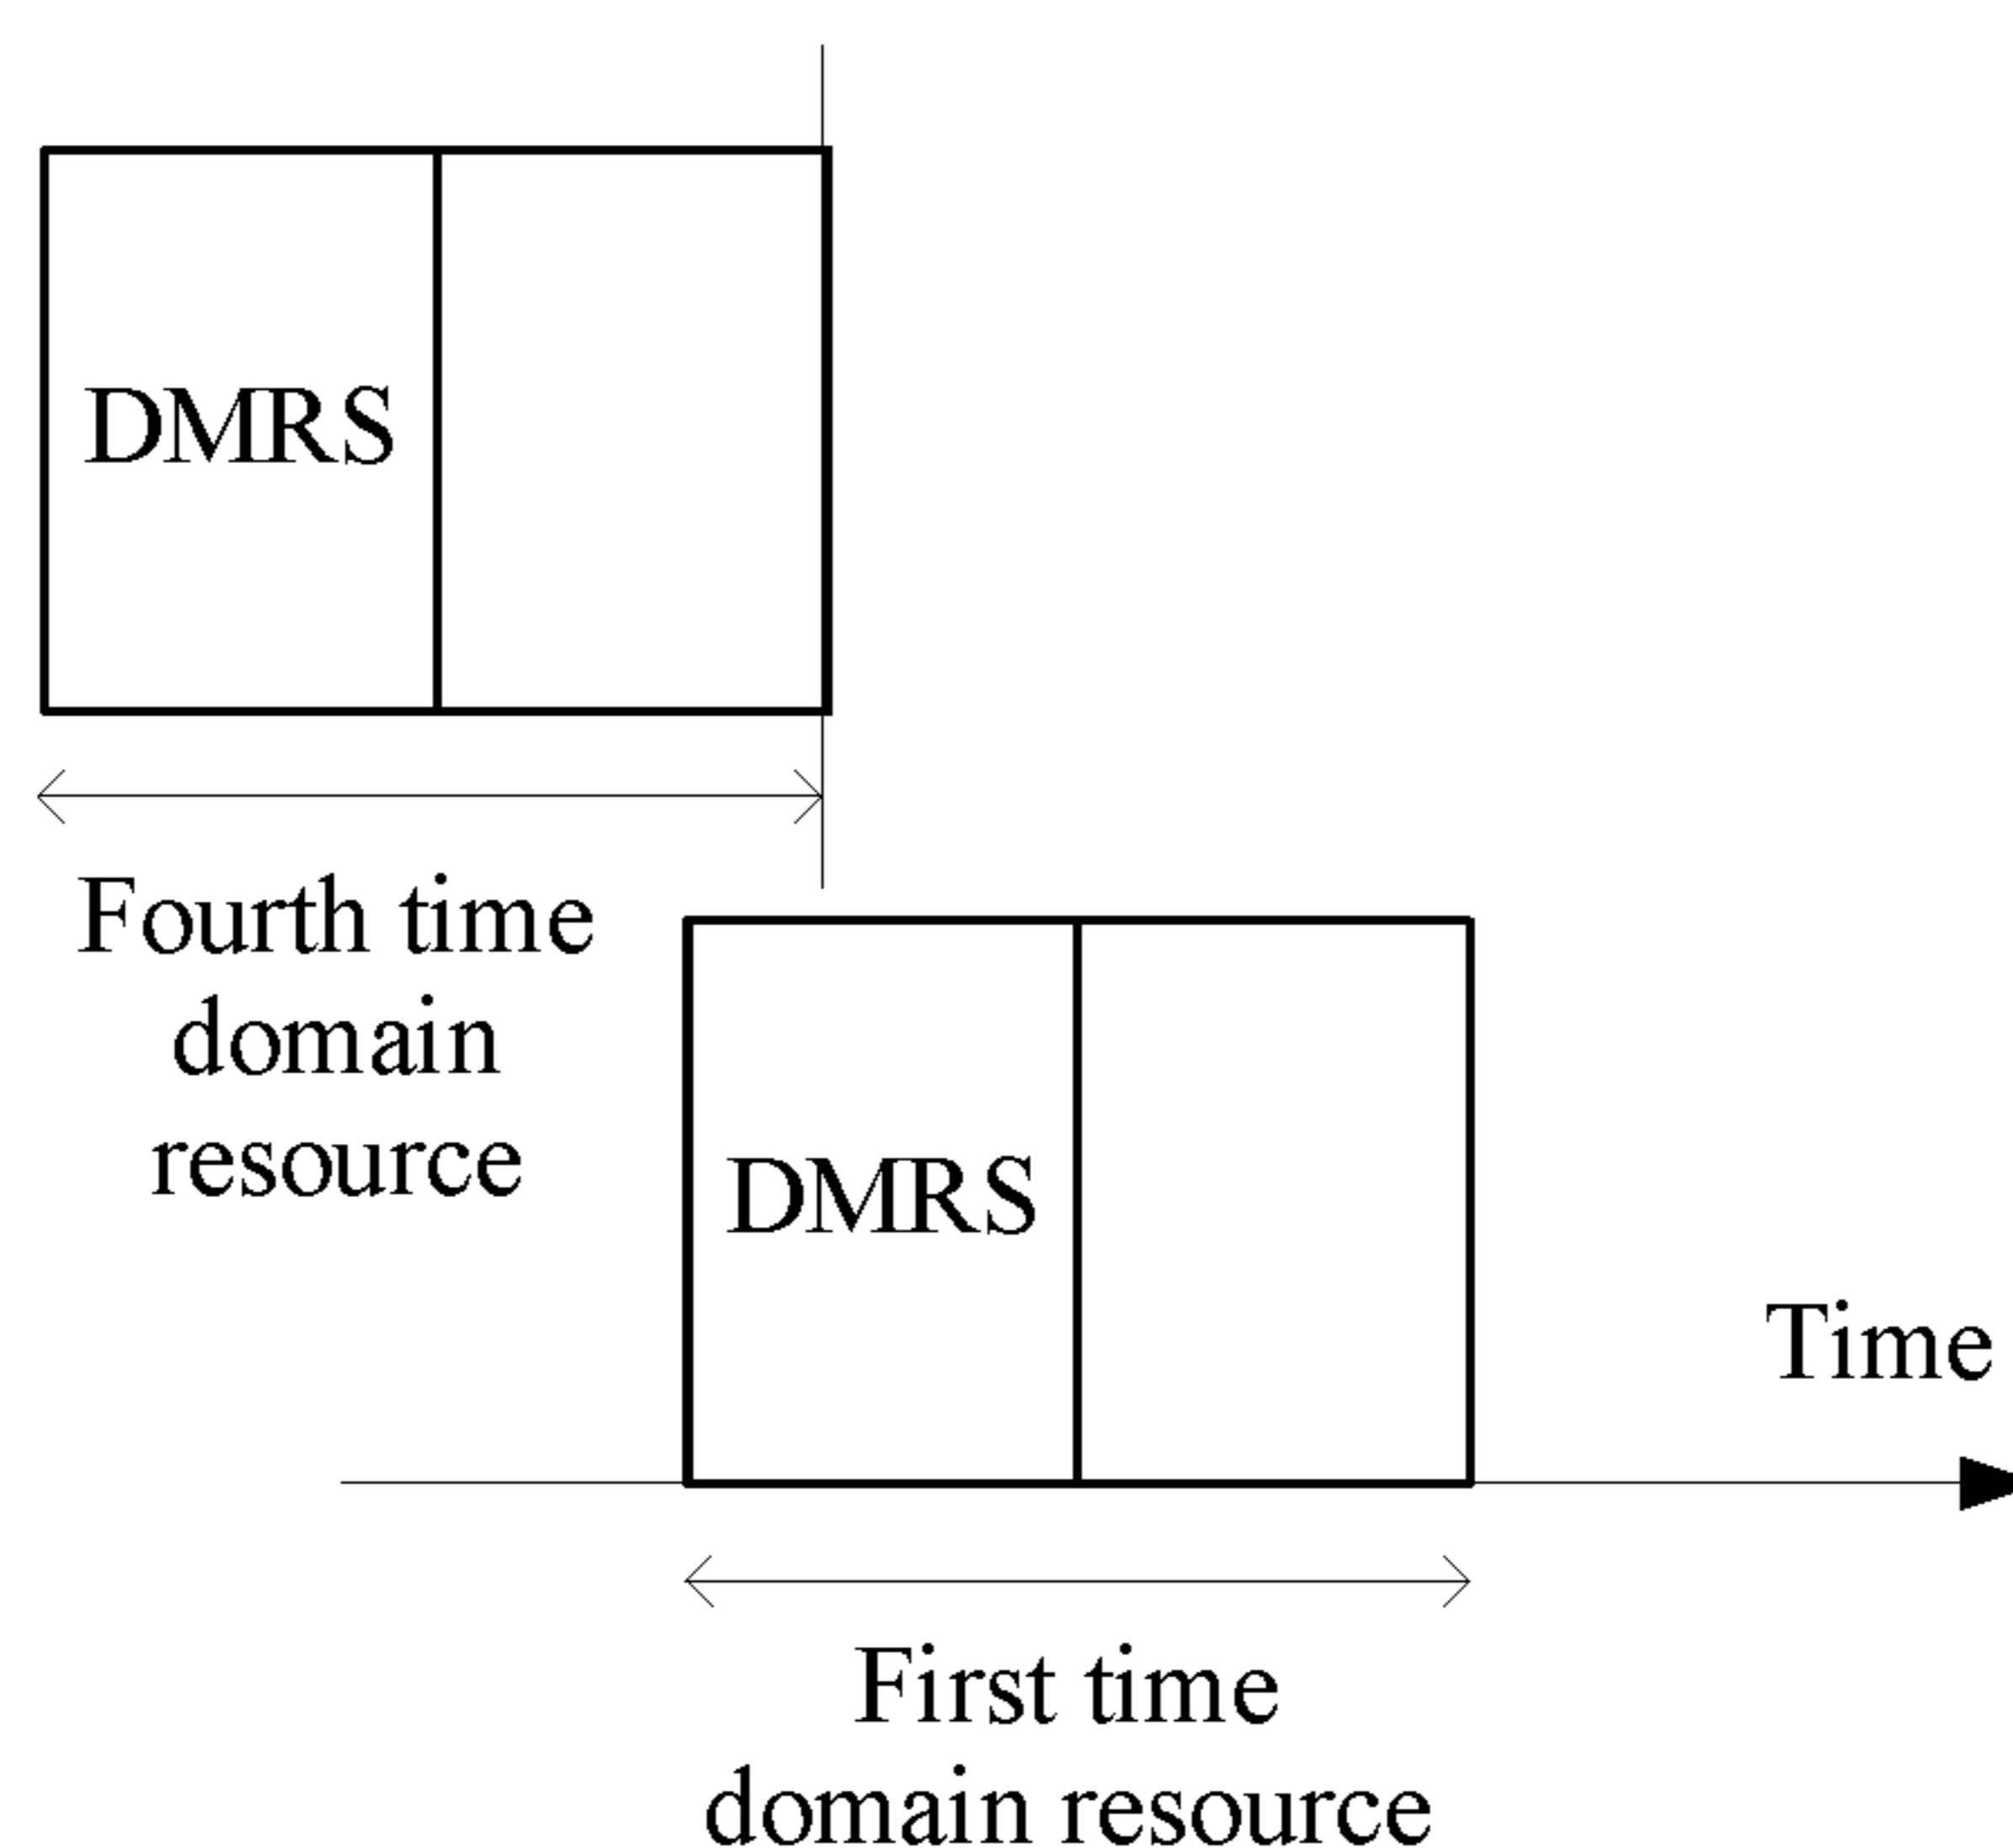 DMRS
Fourth time
domain
resource
DMRS
Time
First time
domain resource